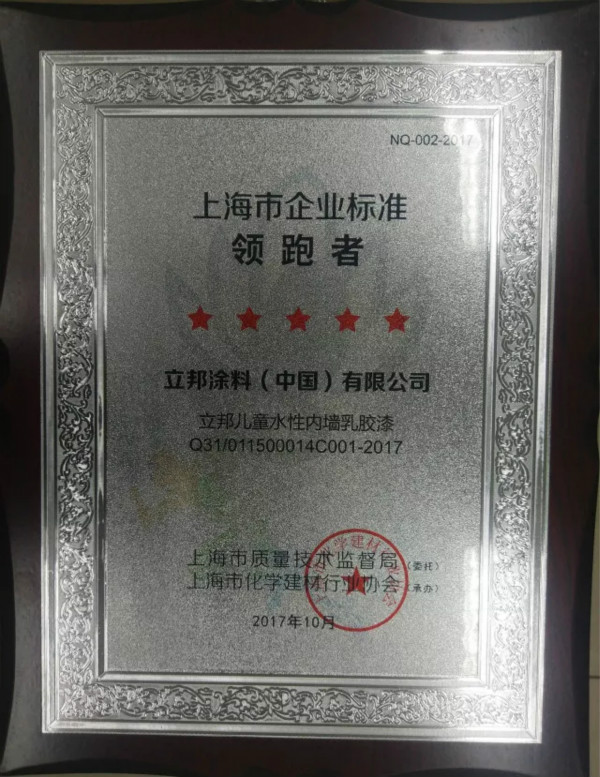 NQ-002-2017
上海市企业标准
领跑者
立邦涂料（中国）有限公司
立邦儿童水性内墙乳胶漆
Q31/011500014C001-2017
上海市质量技术监督局（委托）
上海市化学建材行业协会（承办）
2017年10月
学建材